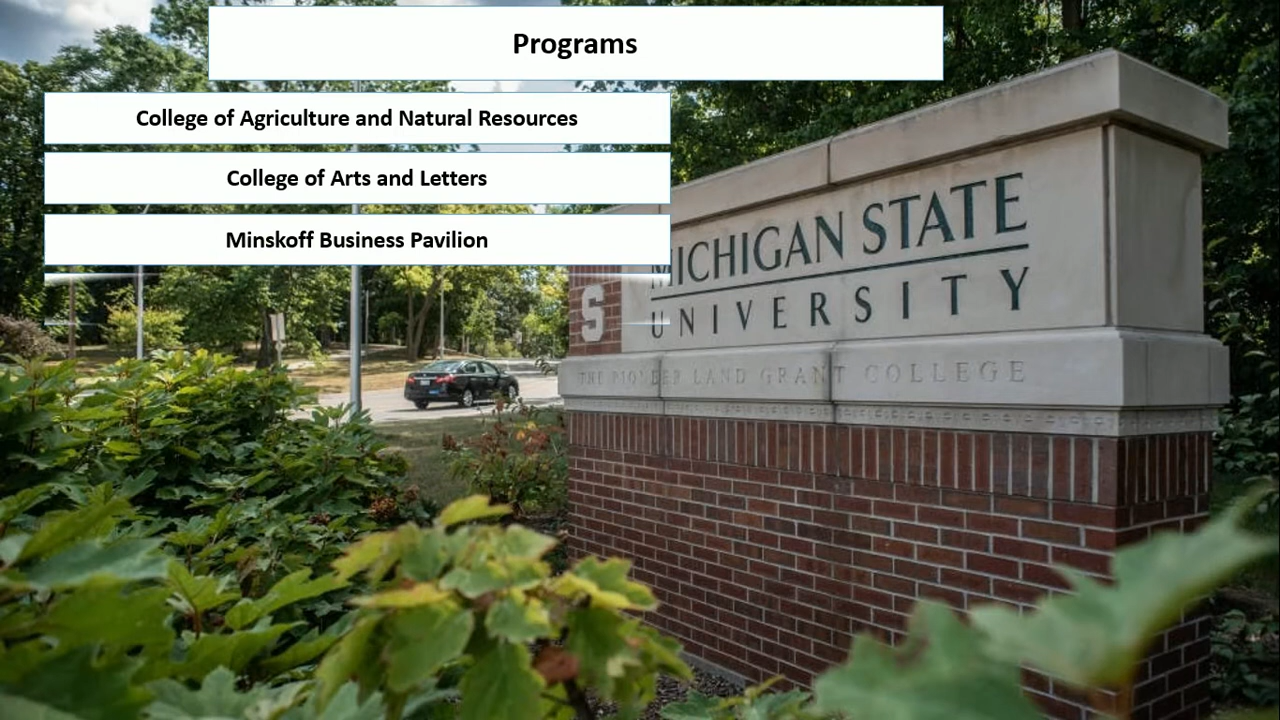 Programs
College of Agriculture and Natural Resources
College of Arts and Letters
Minskoff Business Pavilion
MICHIGAN STATE
UNIVERSITY
S
THE PIONEER LAND GRANT COLLEGE